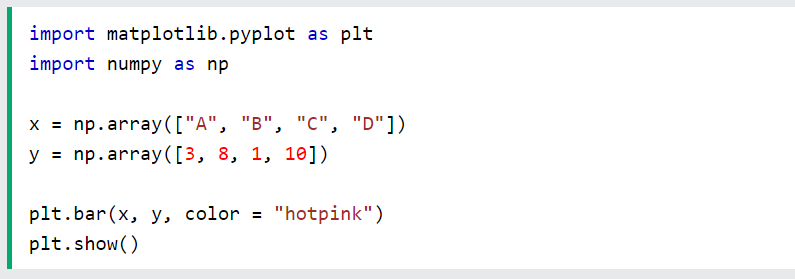 import matplotlib.pyplot as plt
import numpy as np
x = np.array(["A", "B", "C", "D"])
y = np.array([3, 8, 1, 10])
plt.bar(x, y, color = "hotpink")
plt.show()